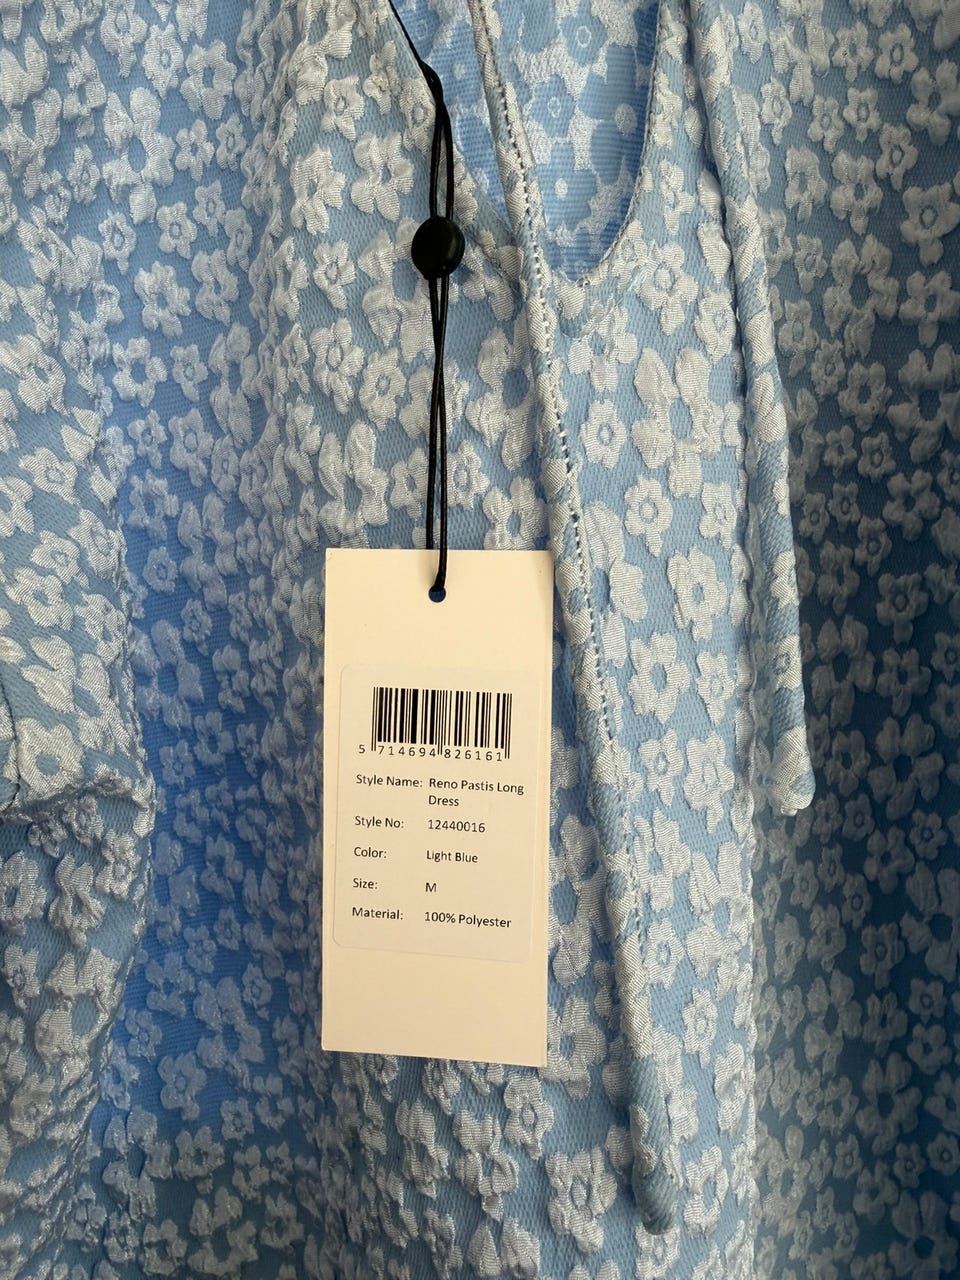 5 714694 826161
Style Name: Reno Pastis Long
Dress
Style No: 12440016
Color: Light Blue
Size: M
Material: 100% Polyester